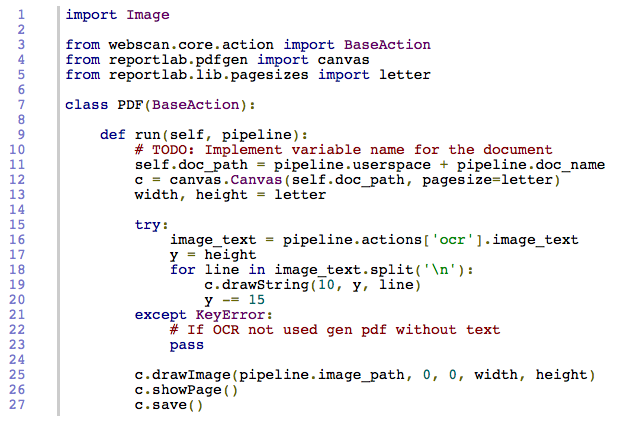 1 import Image
2
3 from webscan.core.action import BaseAction
4 from reportlab.pdfgen import canvas
5 from reportlab.lib.pagesizes import letter
6
7 class PDF(BaseAction):
8
9     def run(self, pipeline):
10         # TODO: Implement variable name for the document
11         self.doc_path = pipeline.userspace + pipeline.doc_name
12         c = canvas.Canvas(self.doc_path, pagesize=letter)
13         width, height = letter
14
15         try:
16             image_text = pipeline.actions['ocr'].image_text
17             y = height
18             for line in image_text.split('\n'):
19                 c.drawString(10, y, line)
20                 y -= 15
21         except KeyError:
22             # If OCR not used gen pdf without text
23             pass
24
25         c.drawImage(pipeline.image_path, 0, 0, width, height)
26         c.showPage()
27         c.save()